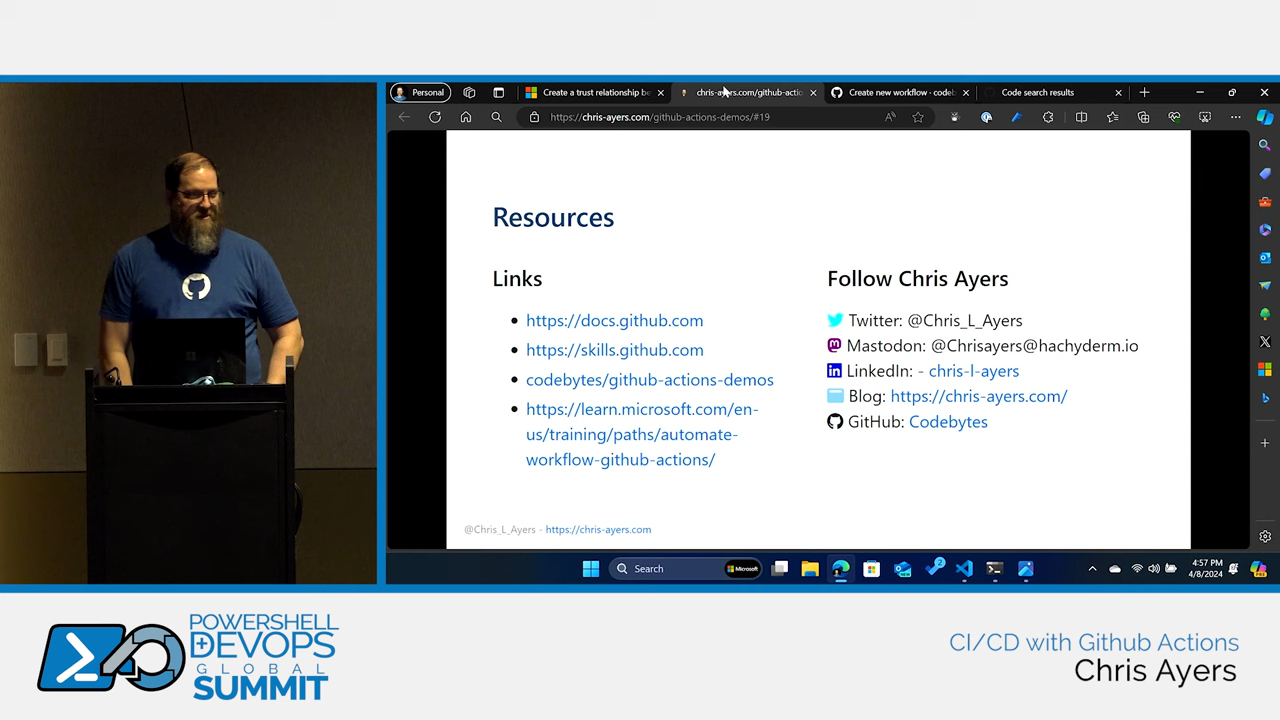 Personal
Create a trust relationship be
chris-ayers.com/github-actio
Create new workflow · codeb
Code search results
https://chris-ayers.com/github-actions-demos/#19
Resources
Links
https://docs.github.com
https://skills.github.com
codebytes/github-actions-demos
https://learn.microsoft.com/en-
us/training/paths/automate-
workflow-github-actions/
Follow Chris Ayers
Twitter: @Chris_L_Ayers
Mastodon: @Chrisayers@hachyderm.io
LinkedIn: - chris-l-ayers
Blog: https://chris-ayers.com/
GitHub: Codebytes
@Chris_L_Ayers - https://chris-ayers.com
Search
Microsoft
4:57 PM
4/8/2024
POWERSHELL
+DEVOPS
GLOBAL
SUMMIT
CI/CD with Github Actions
Chris Ayers